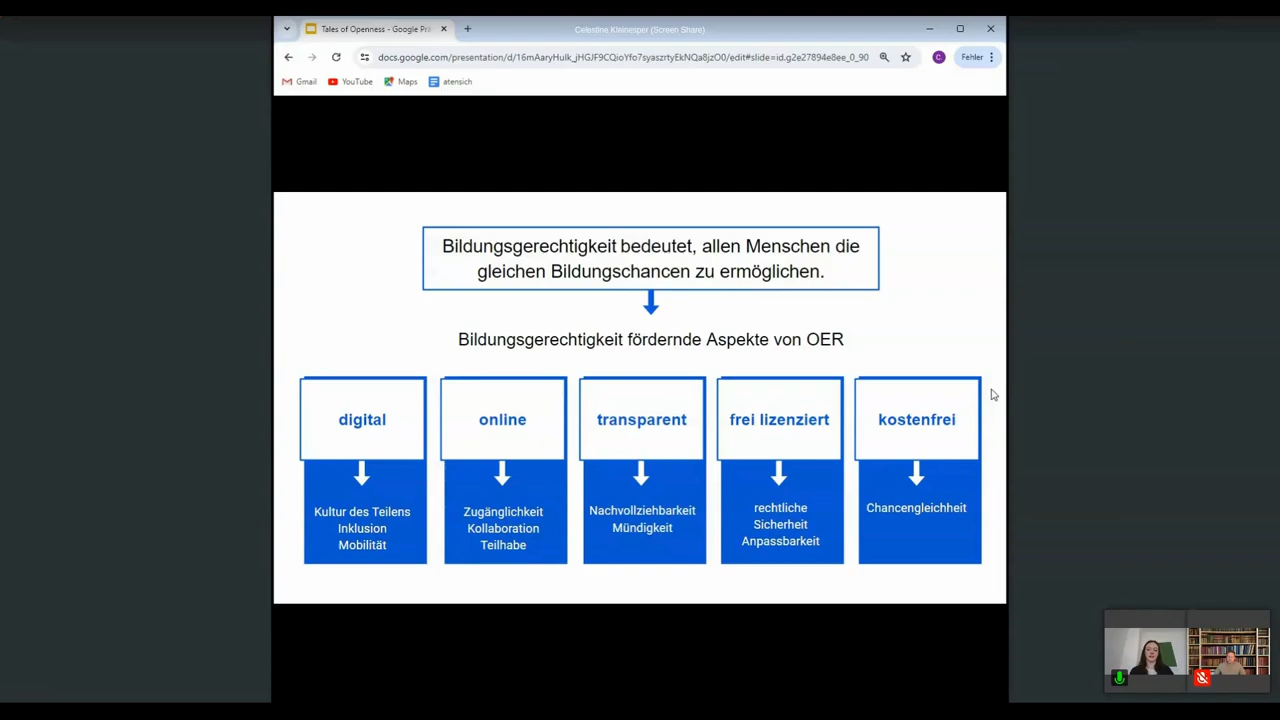 Tales of Openness - Google Prä
Celestine Kleinesper (Screen Share)
docs.google.com/presentation/d/16mAaryHulk_jHGJF9CQioYfo7syaszrtyEkNQa8jzO0/edit#slide=id.g2e27894e8ee_0_90
C
Fehler
Gmail
YouTube
Maps
atensich
Bildungsgerechtigkeit bedeutet, allen Menschen die
gleichen Bildungschancen zu ermöglichen.
Bildungsgerechtigkeit fördernde Aspekte von OER
digital
Kultur des Teilens
Inklusion
Mobilität
online
Zugänglichkeit
Kollaboration
Teilhabe
transparent
Nachvollziehbarkeit
Mündigkeit
frei lizenziert
rechtliche
Sicherheit
Anpassbarkeit
kostenfrei
Chancengleichheit